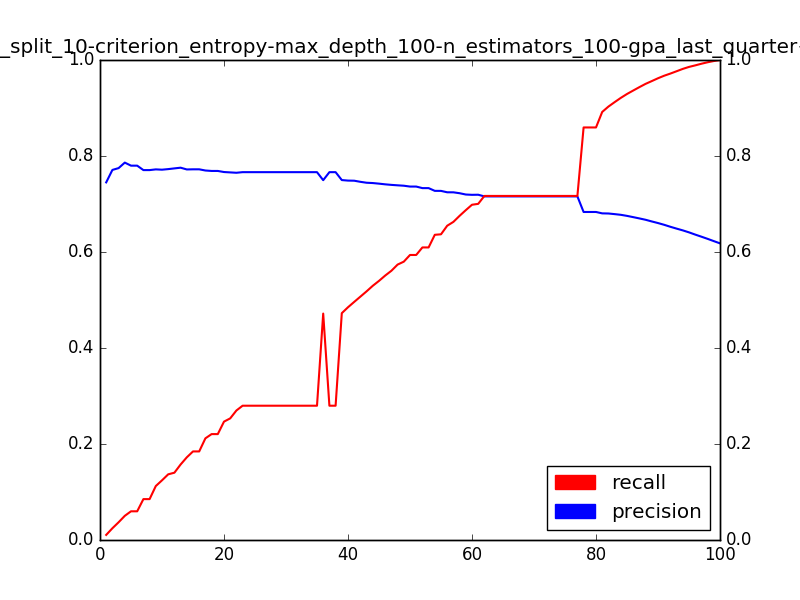 _split_10-criterion_entropy-max_depth_100-n_estimators_100-gpa_last_quarter-
1.0 1.0
0.8 0.8
0.6 0.6
0.4 0.4
0.2 0.2
recall
precision
0.0 0.0
0 20 40 60 80 100